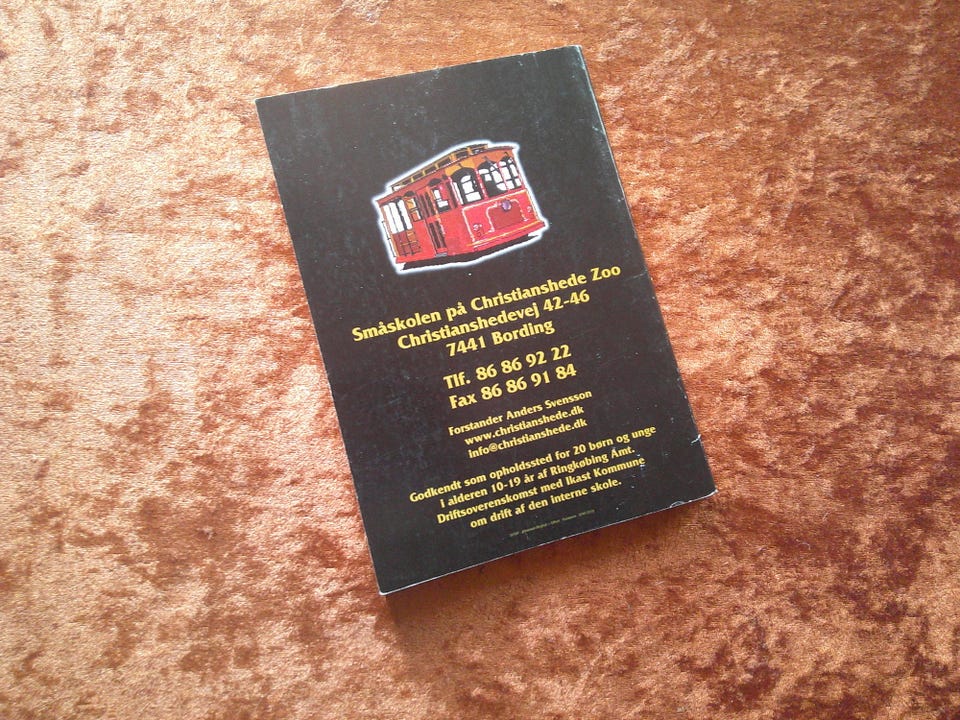 Småskolen på Christianshede Zoo
Christianshedevej 42-46
7441 Bording
Tlf. 86 86 92 22
Fax 86 86 91 84
Forstander Anders Svensson
www.christianshede.dk
info@christianshede.dk
Godkendt som opholdssted for 20 børn og unge
i alderen 10-19 år af Ringkøbing Amt.
Driftsoverenskomst med Ikast Kommune
om drift af den interne skole.